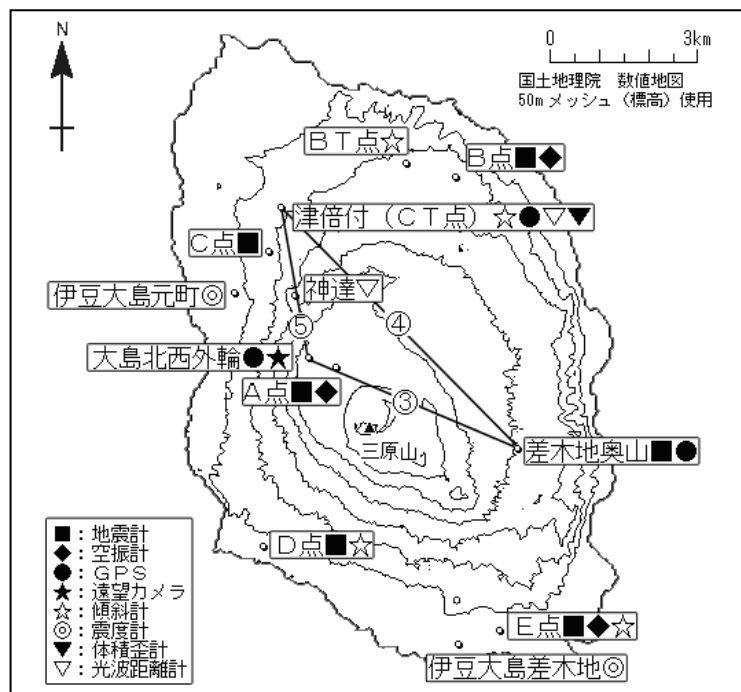 N
0 3km
国土地理院 数値地図
50mメッシュ(標高)使用
BT点☆
B点■◆
津倍付(CT点)☆●▽▼
C点■
神達▽
伊豆大島元町◎
⑤
④
大島北西外輪●★
A点■◆
③
三原山
差木地奥山■●
D点■☆
E点■◆☆
伊豆大島差木地◎
■:地震計
◆:空振計
●:GPS
★:遠望カメラ
☆:傾斜計
◎:震度計
▼:体積歪計
▽:光波距離計